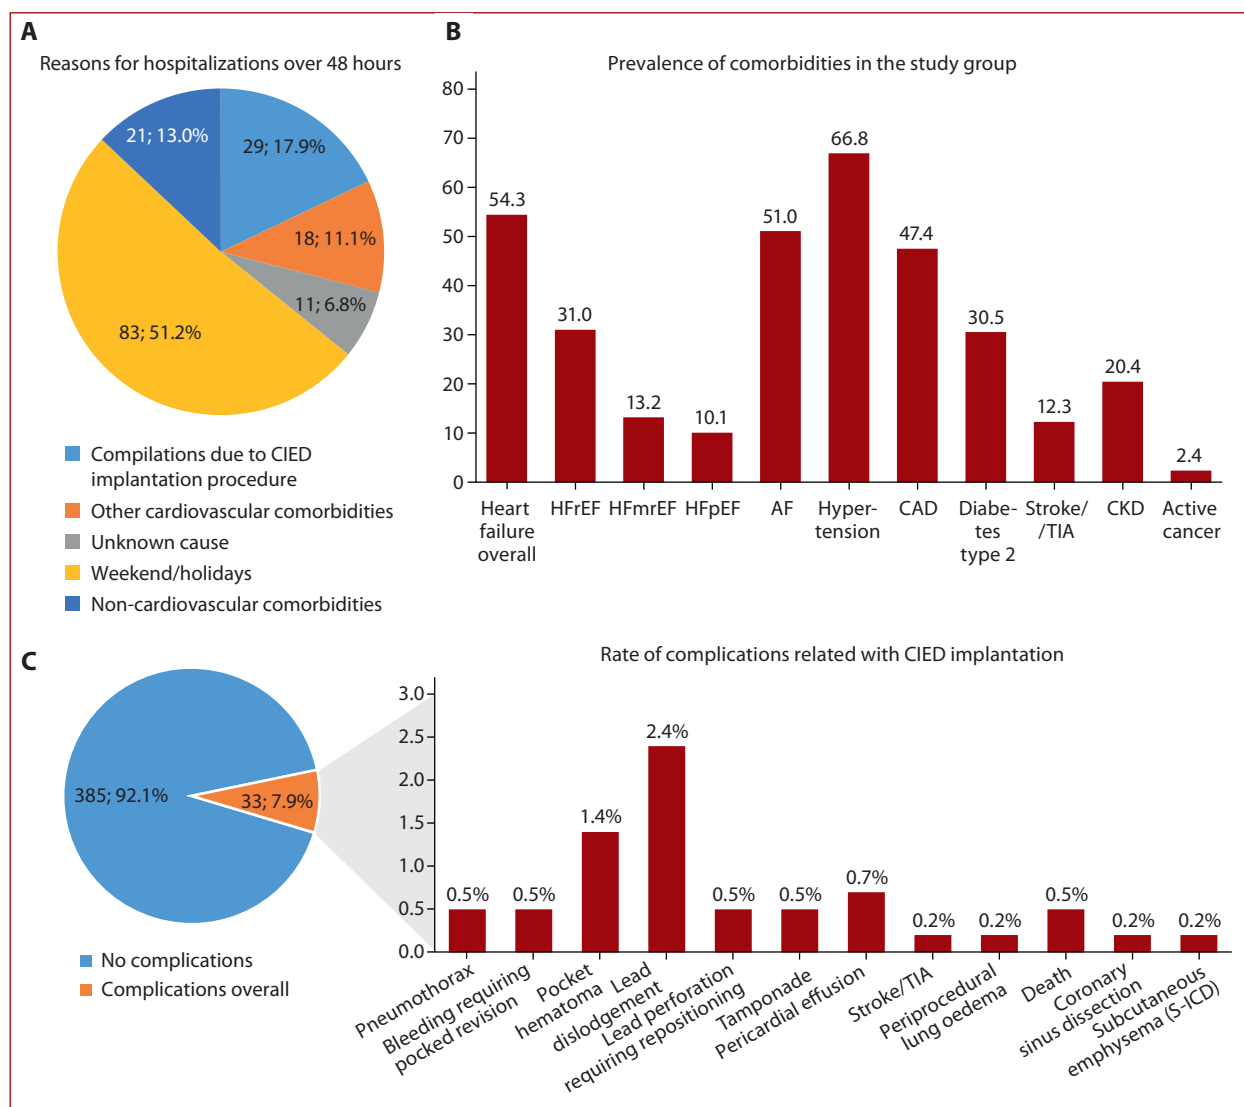 A
Reasons for hospitalizations over 48 hours
21; 13.0%
29; 17.9%
18; 11.1%
11; 6.8%
83; 51.2%
Compilations due to CIED
implantation procedure
Other cardiovascular comorbidities
Unknown cause
Weekend/holidays
Non-cardiovascular comorbidities
B
Prevalence of comorbidities in the study group
80
70
60
50
40
30
20
10
0
54.3
31.0
13.2
10.1
51.0
66.8
47.4
30.5
12.3
20.4
2.4
Heart
failure
overall
HFrEF
HFmrEF
HFpEF
AF
Hyper-
tension
CAD
Diabe-
tes
type 2
Stroke/
/TIA
CKD
Active
cancer
C
385; 92.1%
33; 7.9%
No complications
Complications overall
Rate of complications related with CIED implantation
3.0
2.5
2.0
1.5
1.0
0.5
0.0
0.5%
0.5%
1.4%
2.4%
0.5%
0.5%
0.7%
0.2%
0.2%
0.5%
0.2%
0.2%
Pneumothorax
Bleeding requiring
pocked revision
Pocket
hematoma
Lead
dislodgement
Lead perforation
requiring repositioning
Tamponade
Pericardial effusion
Stroke/TIA
Periprocedural
lung oedema
Death
Coronary
sinus dissection
Subcutaneous
emphysema (S-ICD)